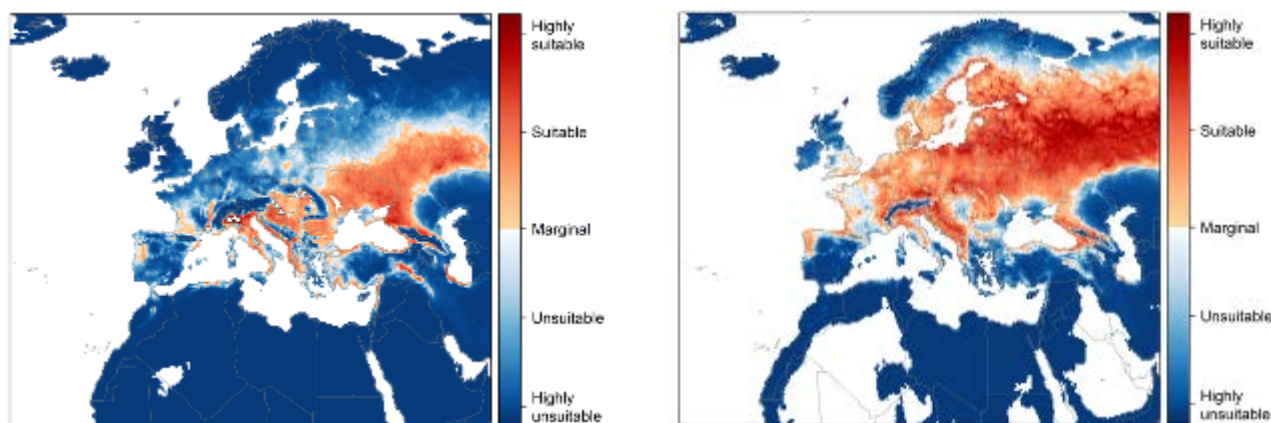 Highly
suitable
Suitable
Marginal
Unsuitable
Highly
unsuitable
Highly
suitable
Suitable
Marginal
Unsuitable
Highly
unsuitable